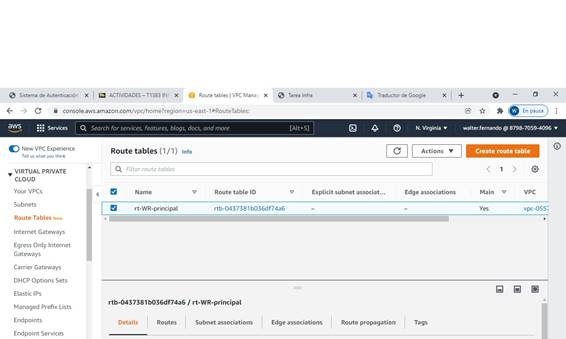 Sistema de Autenticación
ACTIVIDADES – T1383
Route tables | VPC Manag
Tarea Infra
Traductor de Google
console.aws.amazon.com/vpc/home?region=us-east-1#RouteTables:
W En pausa
aws Services Search for services, features, blogs, docs, and more [Alt+S] N. Virginia walter.fernando @ 8798-7059-4096
New VPC Experience
Tell us what you think
VIRTUAL PRIVATE CLOUD
Your VPCs
Subnets
Route Tables New
Internet Gateways
Egress Only Internet Gateways
Carrier Gateways
DHCP Options Sets
Elastic IPs
Managed Prefix Lists
Endpoints
Endpoint Services
Route tables (1/1) Info
Actions
Create route table
Filter route tables
1
Name Route table ID Explicit subnet associat... Edge associations Main VPC
rt-WR-principal rtb-0437381b036df74a6 – – Yes vpc-055
rtb-0437381b036df74a6 / rt-WR-principal
Details Routes Subnet associations Edge associations Route propagation Tags